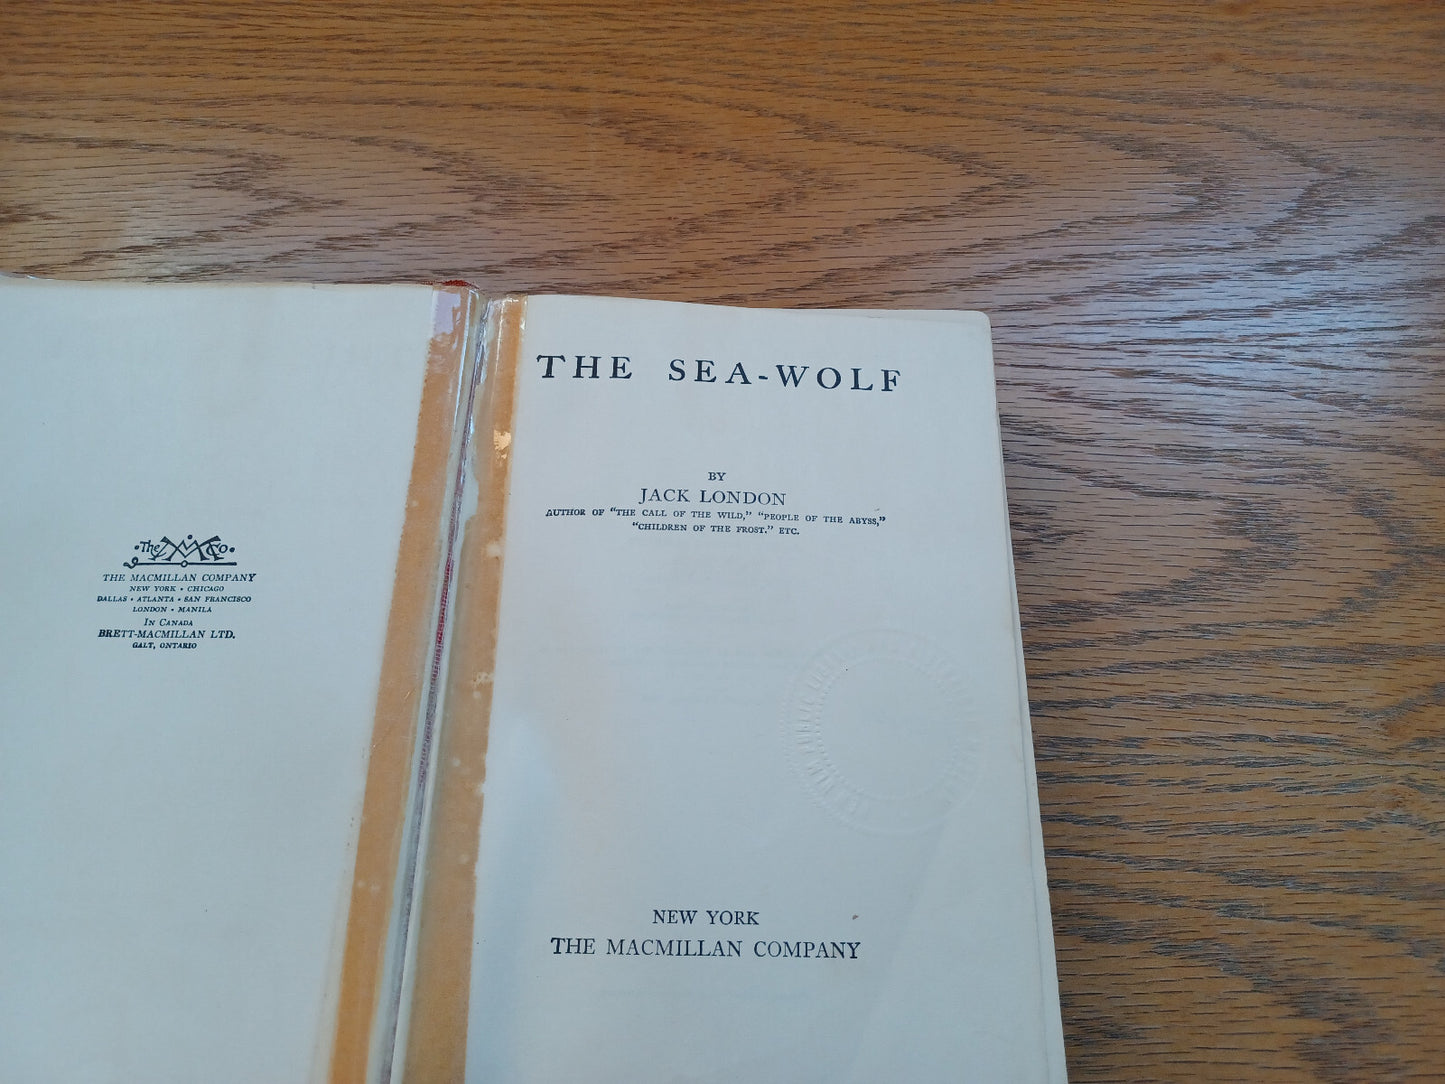 The M Co
THE MACMILLAN COMPANY
NEW YORK • CHICAGO
DALLAS • ATLANTA • SAN FRANCISCO
LONDON • MANILA
IN CANADA
BRETT-MACMILLAN LTD.
GALT, ONTARIO
THE SEA-WOLF
BY
JACK LONDON
AUTHOR OF "THE CALL OF THE WILD," "PEOPLE OF THE ABYSS,"
"CHILDREN OF THE FROST." ETC.
NEW YORK
THE MACMILLAN COMPANY